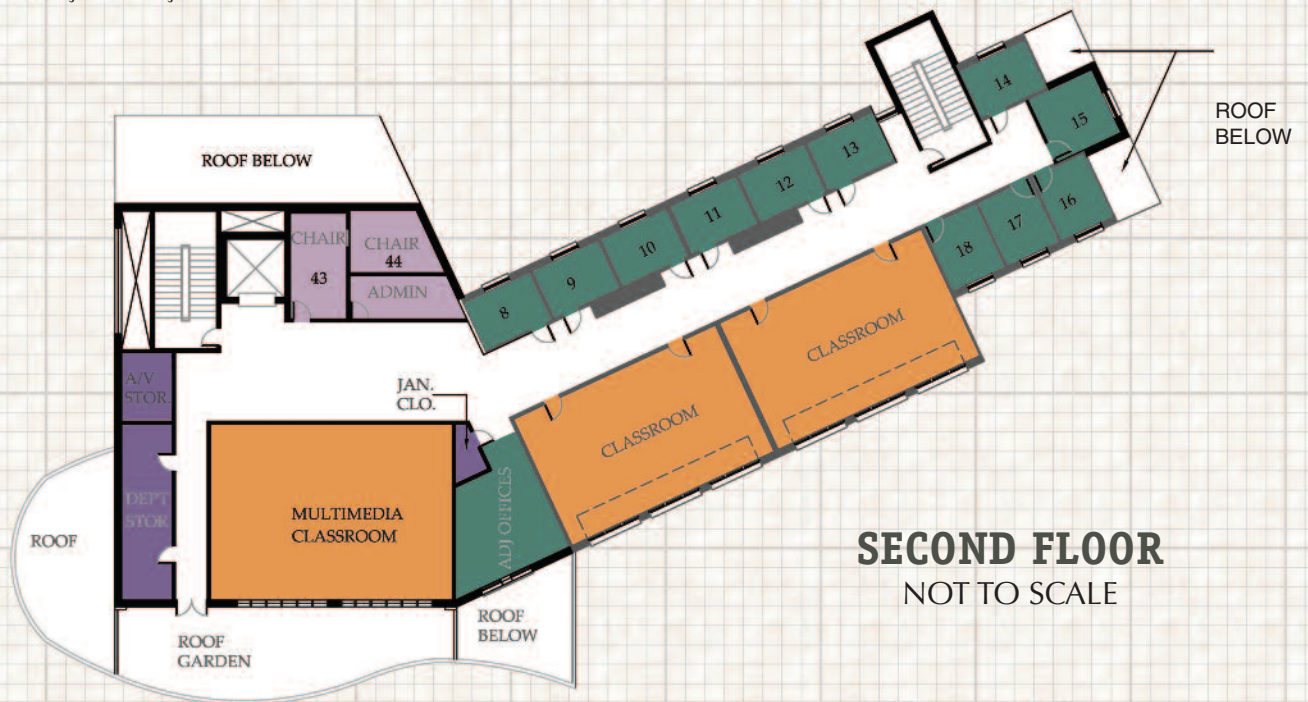 ROOF BELOW
14
15
ROOF
BELOW
13
12
11
10
9
8
16
17
18
CHAIR
43
CHAIR
44
ADMIN
A/V
STOR.
JAN.
CLO.
CLASSROOM
CLASSROOM
DEPT
STOR
MULTIMEDIA
CLASSROOM
ADJ OFFICES
ROOF
ROOF
GARDEN
ROOF
BELOW
SECOND FLOOR
NOT TO SCALE